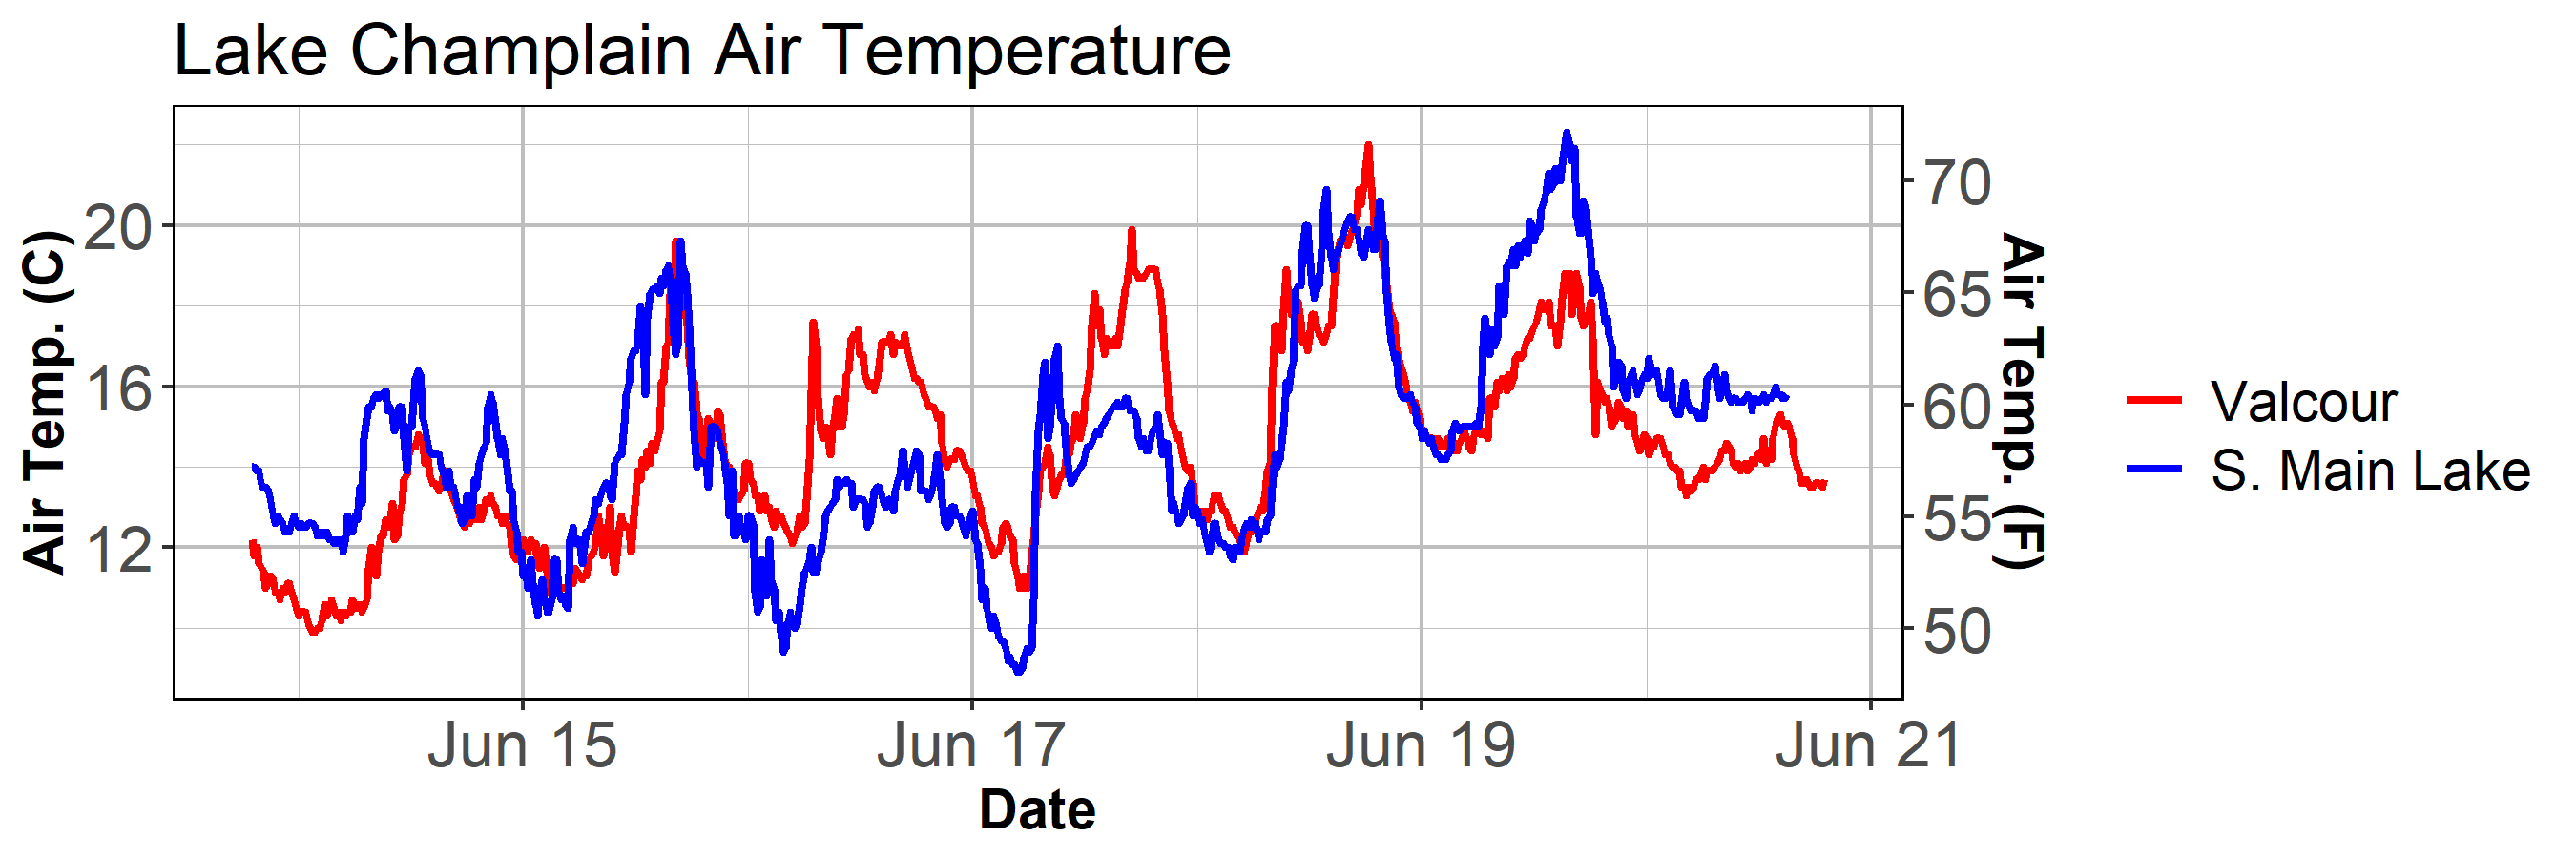 Lake Champlain Air Temperature
Air Temp. (C)
20
16
12
70
65
60
55
50
Air Temp. (F)
Jun 15
Jun 17
Jun 19
Jun 21
Date
Valcour
S. Main Lake